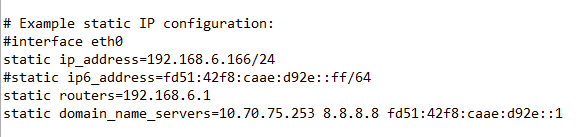 # Example static IP configuration:
#interface eth0
static ip_address=192.168.6.166/24
#static ip6_address=fd51:42f8:caae:d92e::ff/64
static routers=192.168.6.1
static domain_name_servers=10.70.75.253 8.8.8.8 fd51:42f8:caae:d92e::1